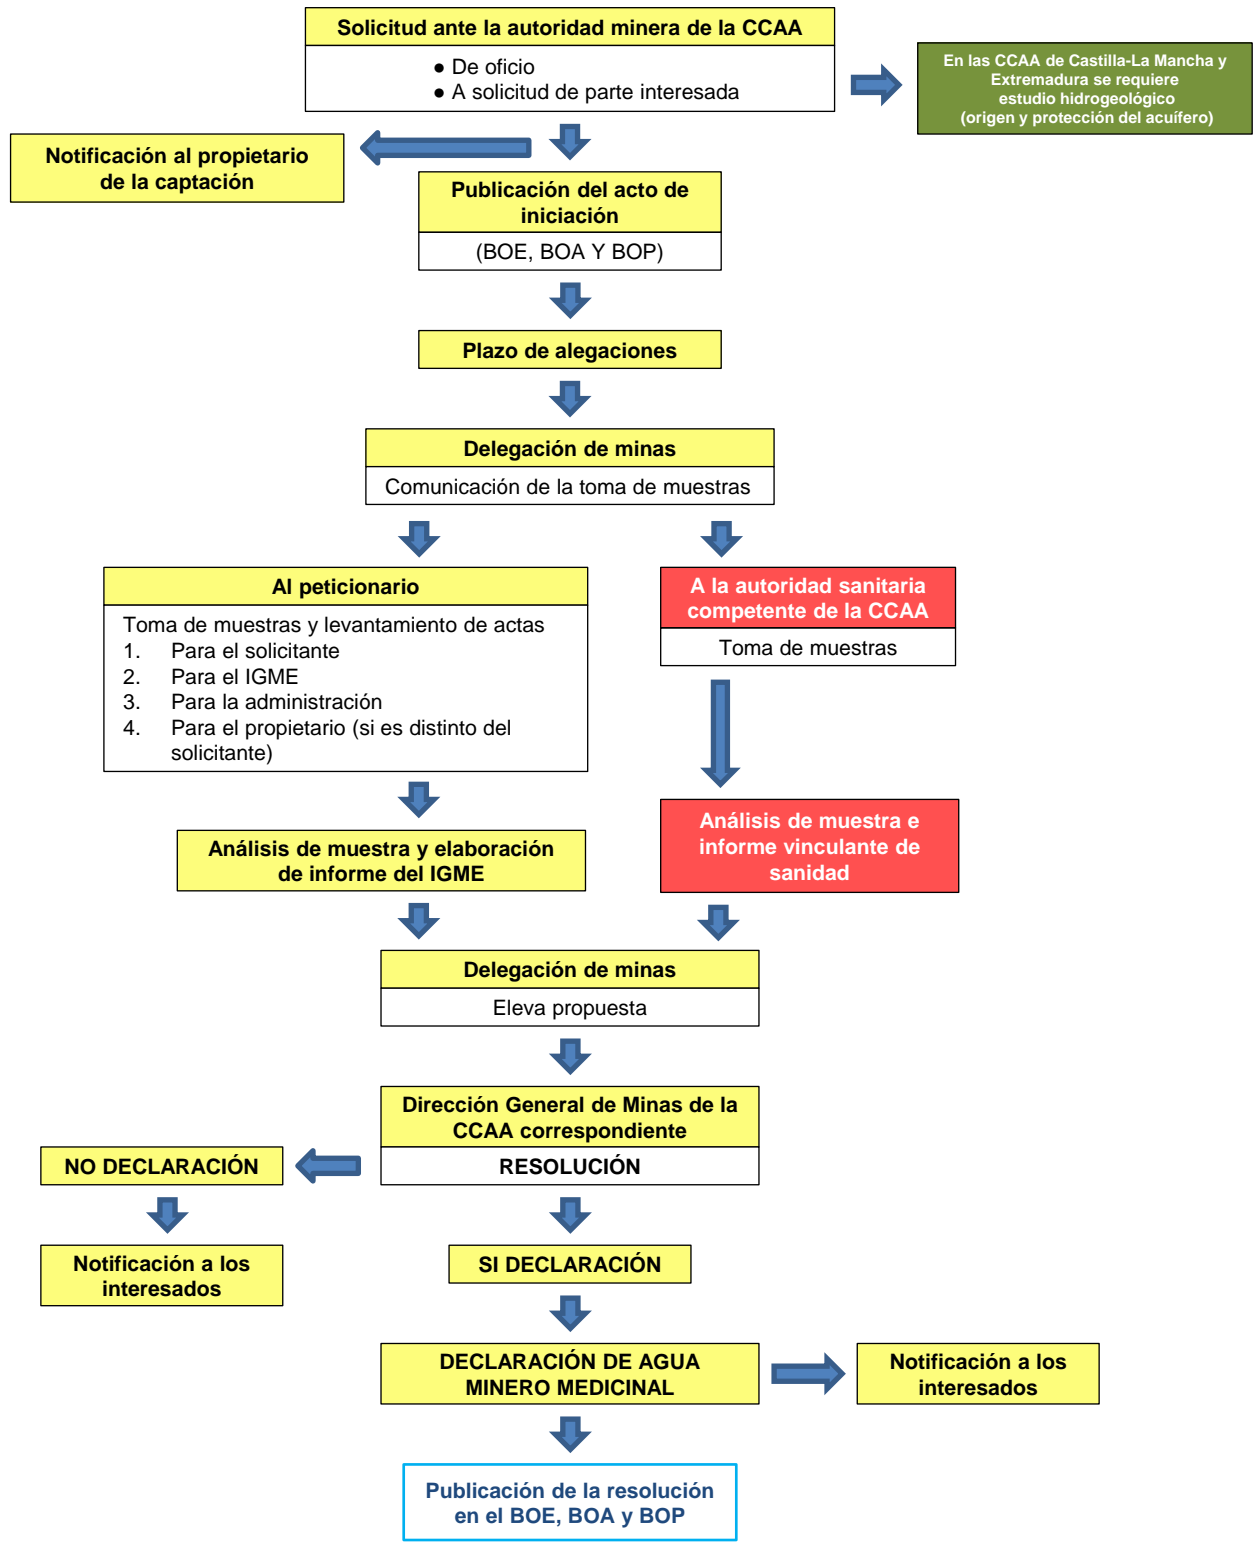 Solicitud ante la autoridad minera de la CCAA
● De oficio
● A solicitud de parte interesada
En las CCAA de Castilla-La Mancha y
Extremadura se requiere
estudio hidrogeológico
(origen y protección del acuífero)
Notificación al propietario
de la captación
Publicación del acto de
iniciación
(BOE, BOA Y BOP)
Plazo de alegaciones
Delegación de minas
Comunicación de la toma de muestras
Al peticionario
Toma de muestras y levantamiento de actas
1. Para el solicitante
2. Para el IGME
3. Para la administración
4. Para el propietario (si es distinto del
solicitante)
A la autoridad sanitaria
competente de la CCAA
Toma de muestras
Análisis de muestra y elaboración
de informe del IGME
Análisis de muestra e
informe vinculante de
sanidad
Delegación de minas
Eleva propuesta
Dirección General de Minas de la
CCAA correspondiente
RESOLUCIÓN
NO DECLARACIÓN
Notificación a los
interesados
SI DECLARACIÓN
DECLARACIÓN DE AGUA
MINERO MEDICINAL
Notificación a los
interesados
Publicación de la resolución
en el BOE, BOA y BOP